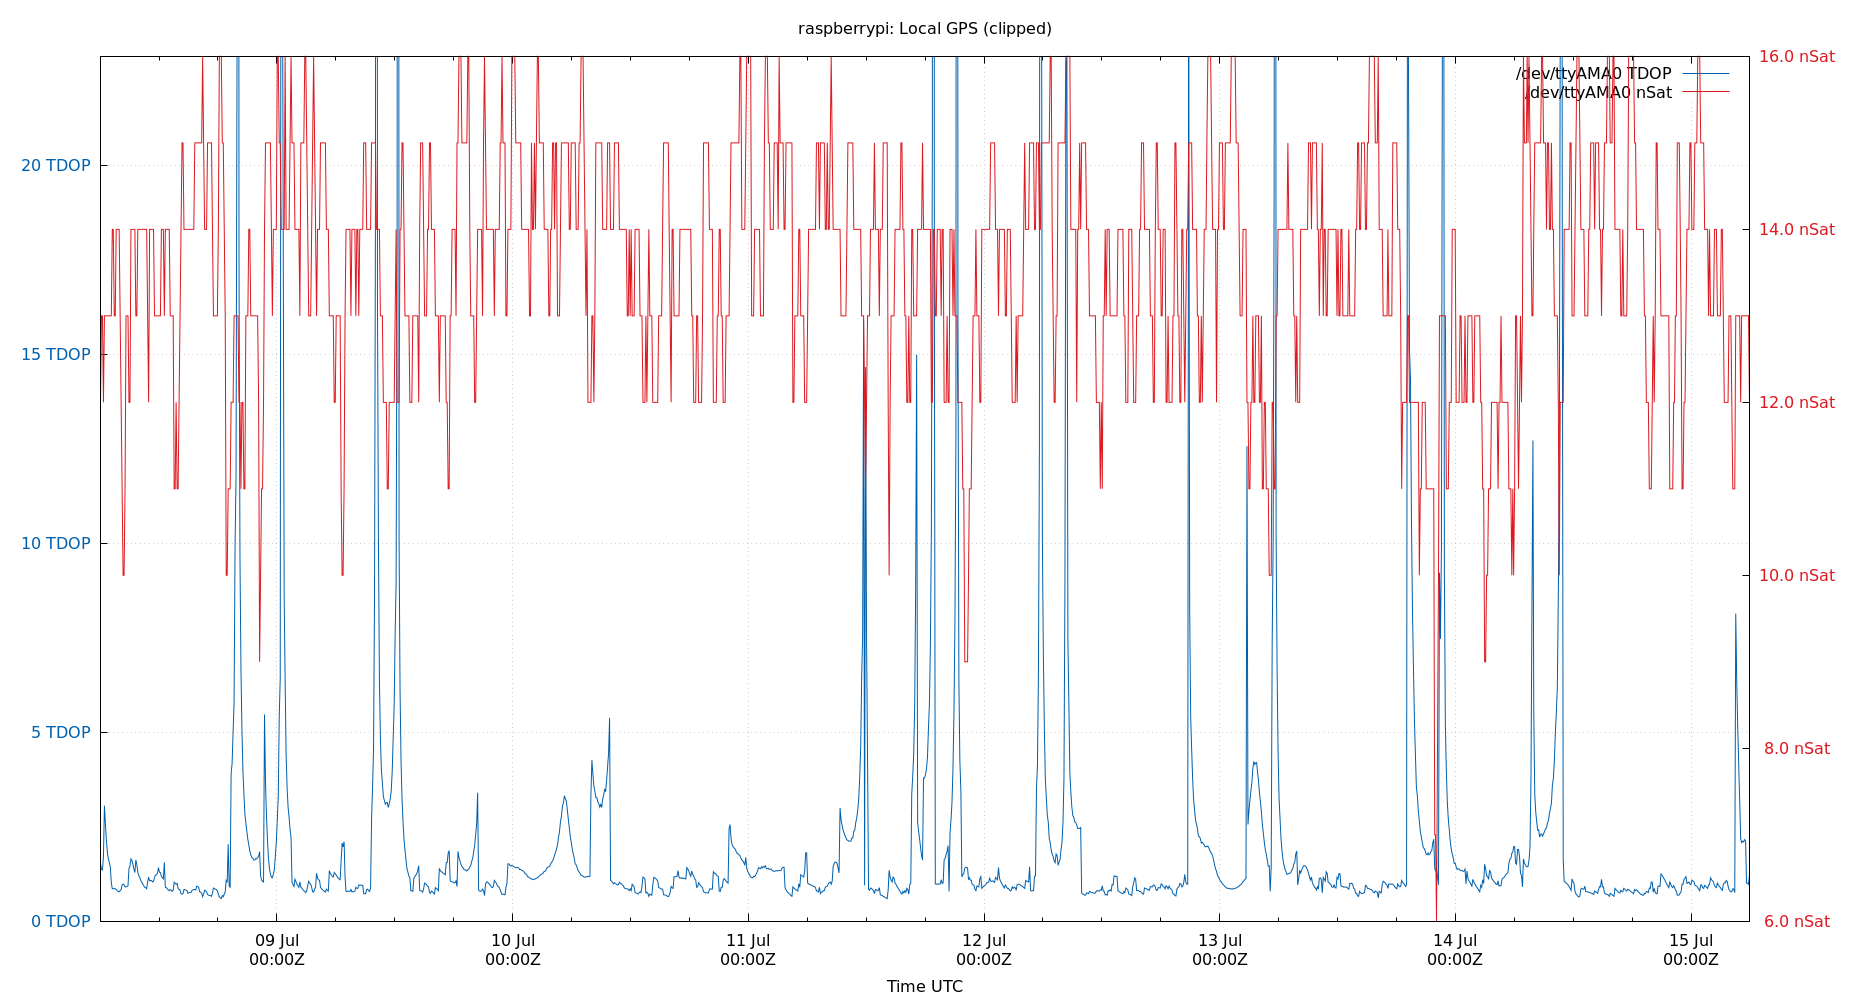 raspberrypi: Local GPS (clipped)
/dev/ttyAMA0 TDOP
/dev/ttyAMA0 nSat
20 TDOP
15 TDOP
10 TDOP
5 TDOP
0 TDOP
16.0 nSat
14.0 nSat
12.0 nSat
10.0 nSat
8.0 nSat
6.0 nSat
09 Jul
00:00Z
10 Jul
00:00Z
11 Jul
00:00Z
12 Jul
00:00Z
13 Jul
00:00Z
14 Jul
00:00Z
15 Jul
00:00Z
Time UTC